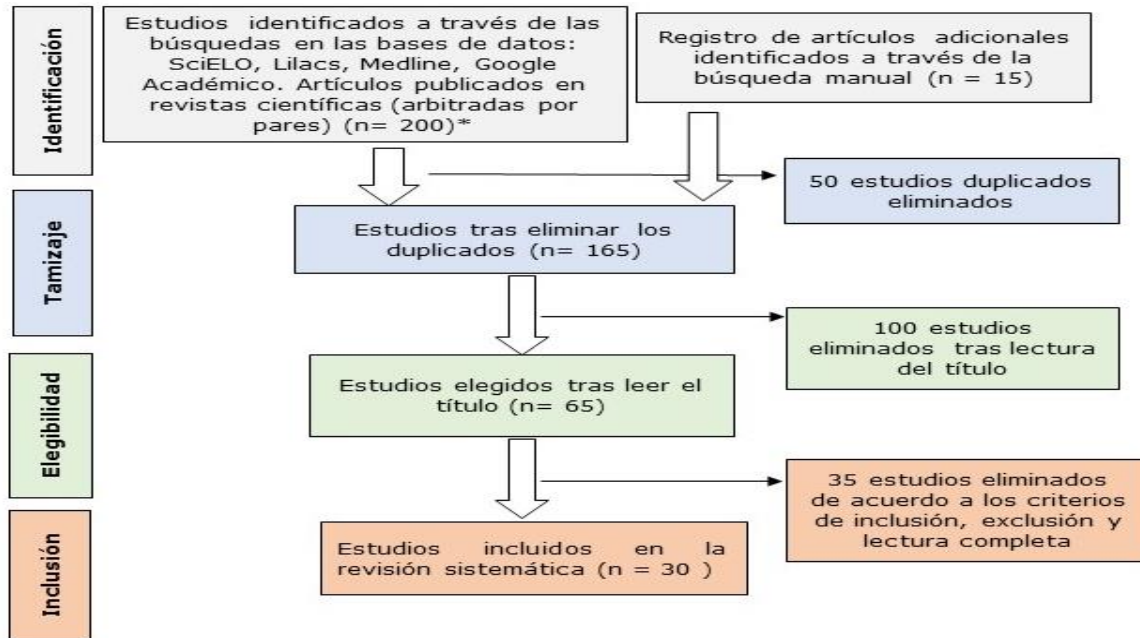 Identificación
Estudios identificados a través de las
búsquedas en las bases de datos:
SciELO, Lilacs, Medline, Google
Académico. Artículos publicados en
revistas científicas (arbitradas por
pares) (n= 200)*
Registro de artículos adicionales
identificados a través de la
búsqueda manual (n = 15)
50 estudios duplicados
eliminados
Tamizaje
Estudios tras eliminar los
duplicados (n= 165)
100 estudios
eliminados tras lectura
del título
Elegibilidad
Estudios elegidos tras leer el
título (n= 65)
35 estudios eliminados
de acuerdo a los criterios
de inclusión, exclusión y
lectura completa
Inclusión
Estudios incluidos en la
revisión sistemática (n = 30 )